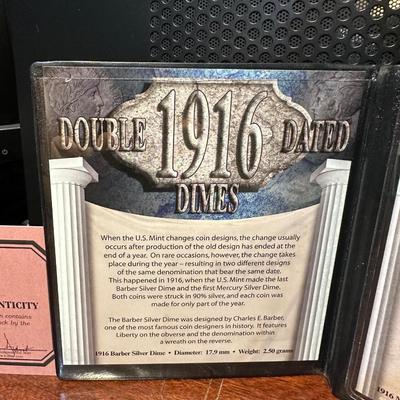 DOUBLE 1916 DATED
DIMES
When the U.S. Mint changes coin designs, the change usually
occurs after production of the old design has ended at the
end of a year. On rare occasions, however, the change takes
place during the year – resulting in two different designs
of the same denomination that bear the same date.
This happened in 1916, when the U.S. Mint made the last
Barber Silver Dime and the first Mercury Silver Dime.
Both coins were struck in 90% silver, and each coin was
made for only part of the year.
The Barber Silver Dime was designed by Charles E. Barber,
one of the most famous coin designers in history. It features
Liberty on the obverse and the denomination within
a wreath on the reverse.
1916 Barber Silver Dime • Diameter: 17.9 mm • Weight: 2.50 grams
NTICITY
n contains
ck by the
1916